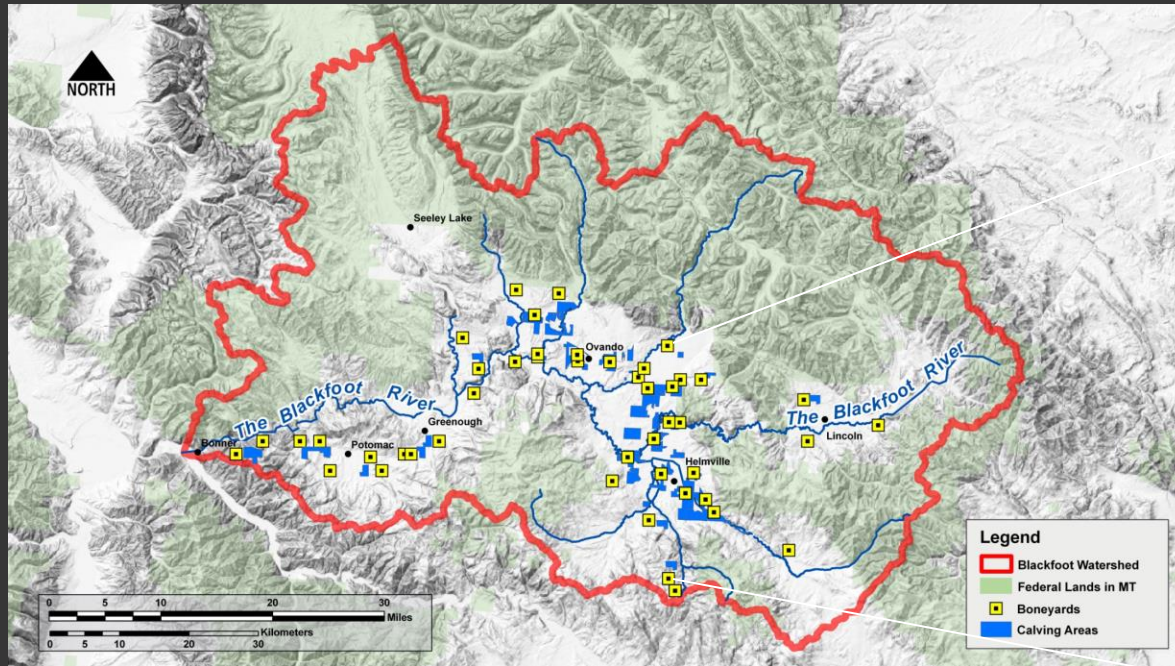 NORTH
Seeley Lake
Ovando
The Blackfoot River
The Blackfoot River
Greenough
Lincoln
Bonner
Potomac
Helmville
Legend
Blackfoot Watershed
Federal Lands in MT
Boneyards
Calving Areas
0 5 10 20 30
Miles
Kilometers
0 5 10 20 30